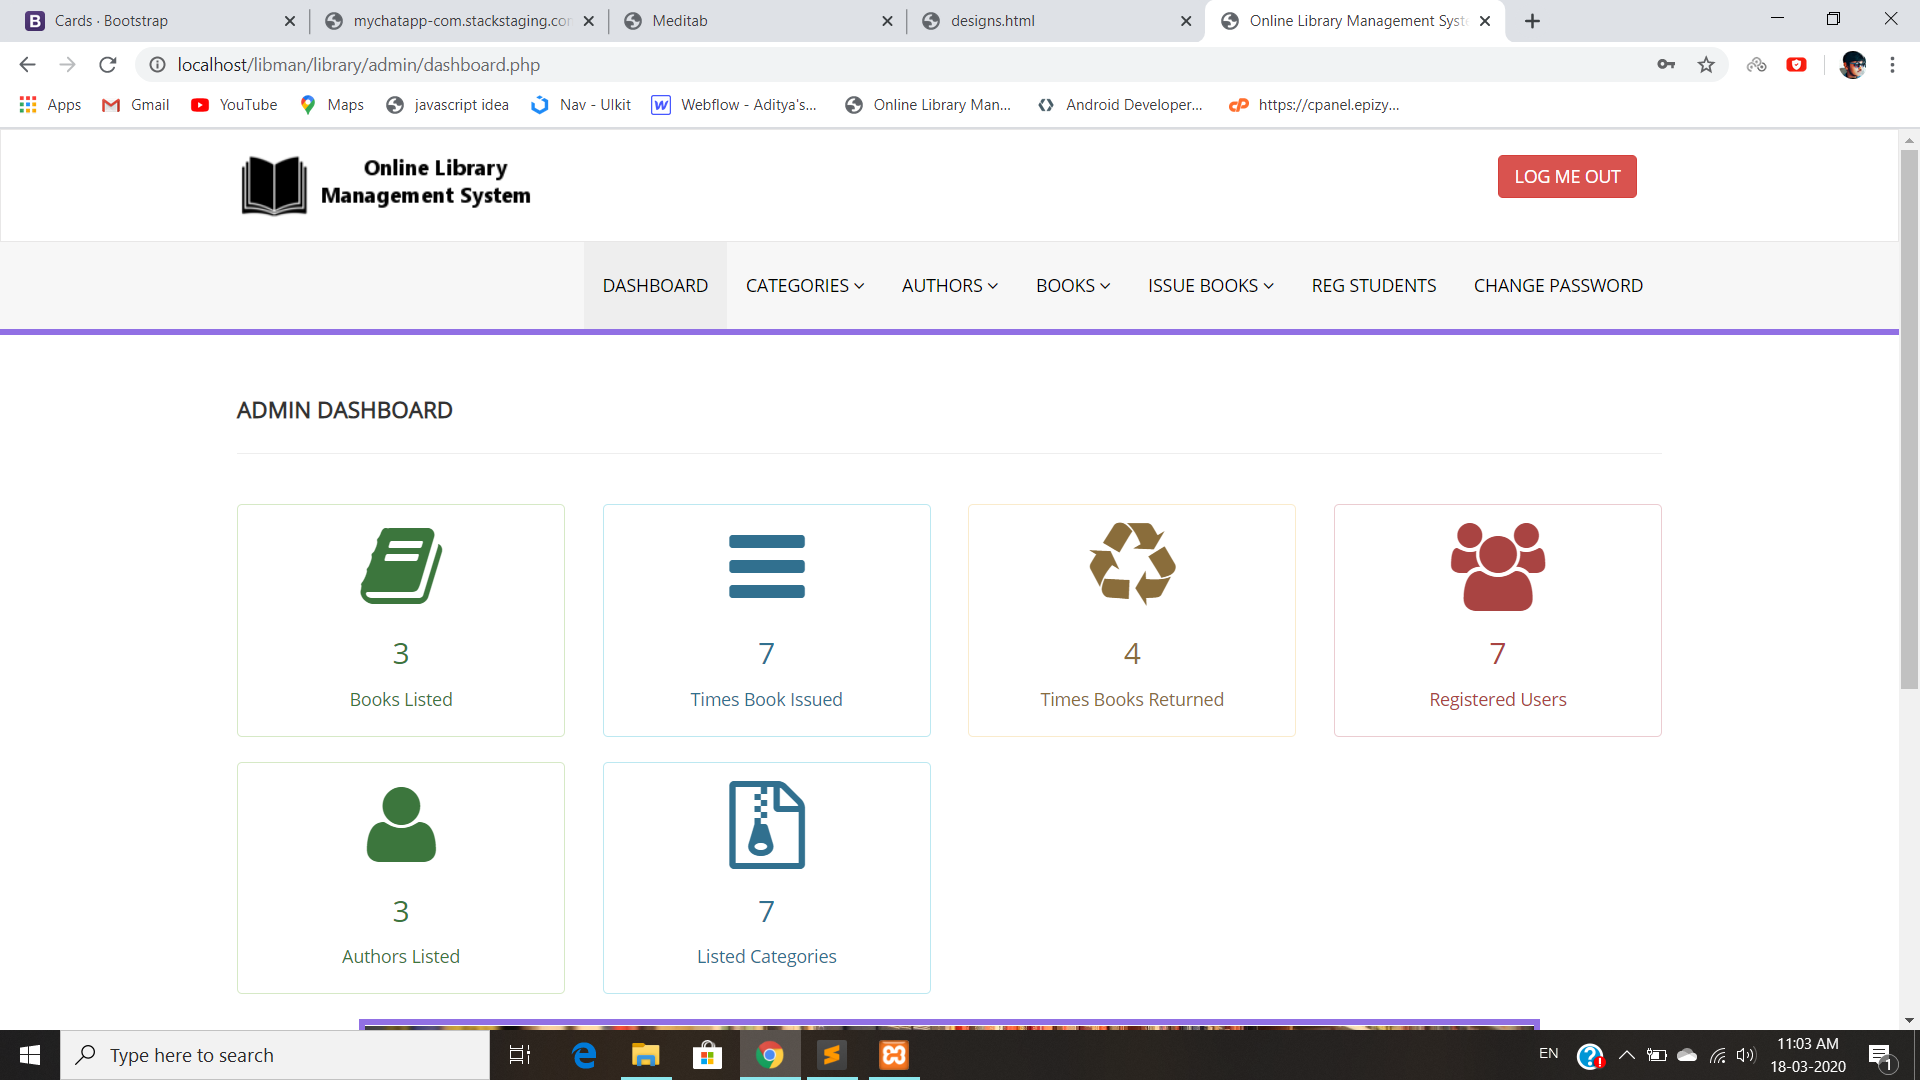 Cards · Bootstrap
mychatapp-com.stackstaging.con
Meditab
designs.html
Online Library Management Syst
localhost/libman/library/admin/dashboard.php
Apps
Gmail
YouTube
Maps
javascript idea
Nav - UIkit
Webflow - Aditya's...
Online Library Man...
Android Developer...
https://cpanel.epizy...
Online Library
Management System
LOG ME OUT
DASHBOARD
CATEGORIES
AUTHORS
BOOKS
ISSUE BOOKS
REG STUDENTS
CHANGE PASSWORD
ADMIN DASHBOARD
3
Books Listed
7
Times Book Issued
4
Times Books Returned
7
Registered Users
3
Authors Listed
7
Listed Categories
Type here to search
EN
11:03 AM
18-03-2020
1